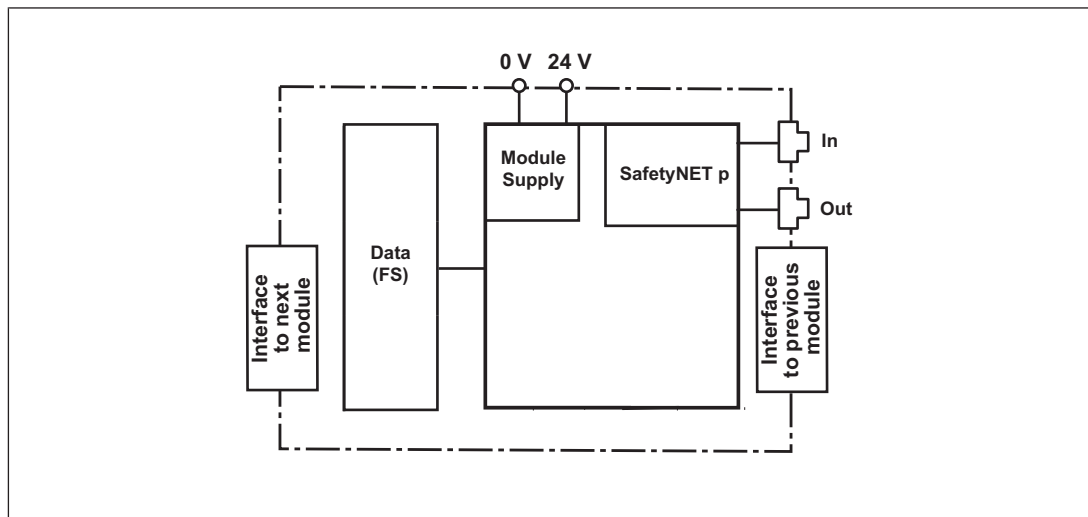 0 V 24 V
Module
Supply
SafetyNET p
In
Out
Data
(FS)
Interface
to next
module
Interface
to previous
module